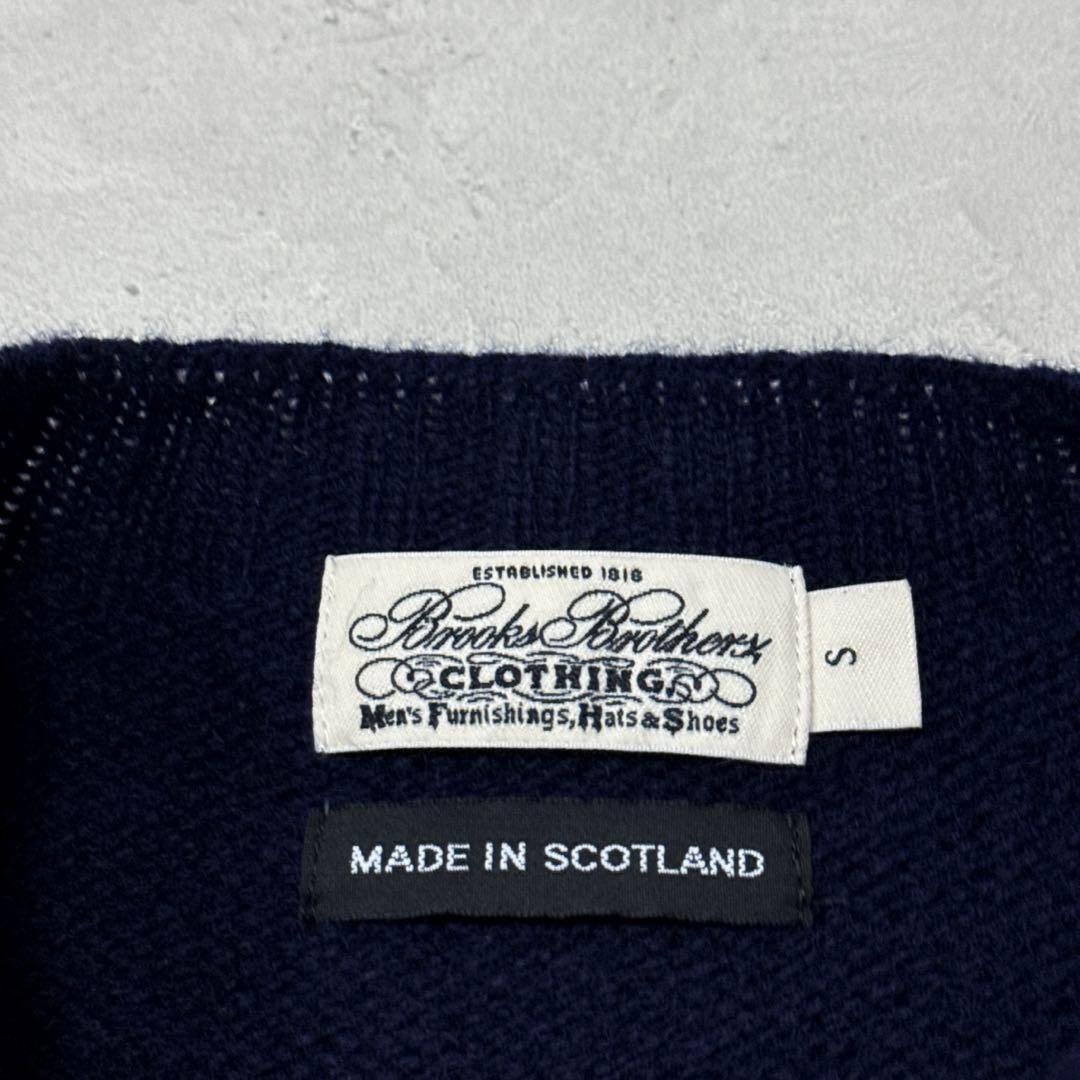 ESTABLISHED 1818
Brooks Brothers,
CLOTHING,
Men's Furnishings, Hats & Shoes
S
MADE IN SCOTLAND